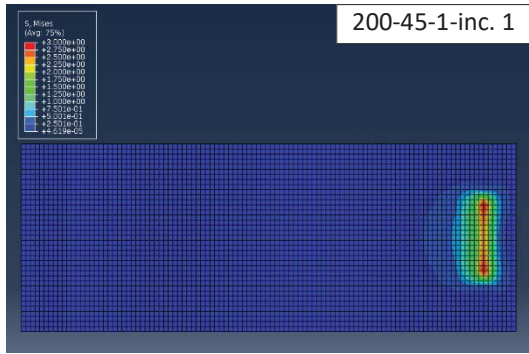 200-45-1-inc. 1
S, Mises
(Avg: 75%)
+3.000e+00
+2.750e+00
+2.500e+00
+2.250e+00
+2.000e+00
+1.750e+00
+1.500e+00
+1.250e+00
+1.000e+00
+7.501e-01
+5.001e-01
+2.501e-01
+4.619e-05